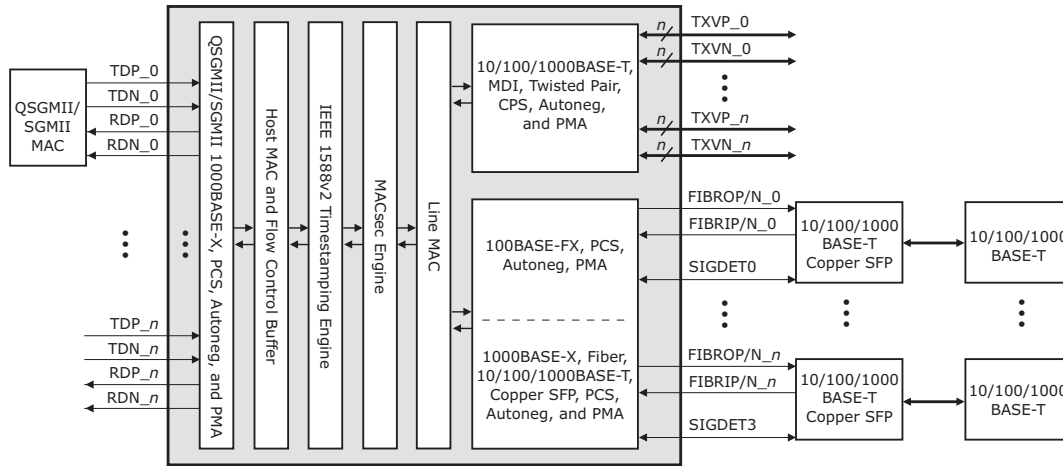 QSGMII/
SGMII
MAC
TDP_0
TDN_0
RDP_0
RDN_0
TDP_n
TDN_n
RDP_n
RDN_n
QSGMII/SGMII 1000BASE-X, PCS, Autoneg, and PMA
Host MAC and Flow Control Buffer
IEEE 1588v2 Timestamping Engine
MACsec Engine
Line MAC
10/100/1000BASE-T,
MDI, Twisted Pair,
CPS, Autoneg,
and PMA
100BASE-FX, PCS,
Autoneg, PMA
1000BASE-X, Fiber,
10/100/1000BASE-T,
Copper SFP, PCS,
Autoneg, and PMA
n TXVP_0
n TXVN_0
n TXVP_n
n TXVN_n
FIBROP/N_0
FIBRIP/N_0
SIGDET0
FIBROP/N_n
FIBRIP/N_n
SIGDET3
10/100/1000
BASE-T
Copper SFP
10/100/1000
BASE-T
10/100/1000
BASE-T
Copper SFP
10/100/1000
BASE-T